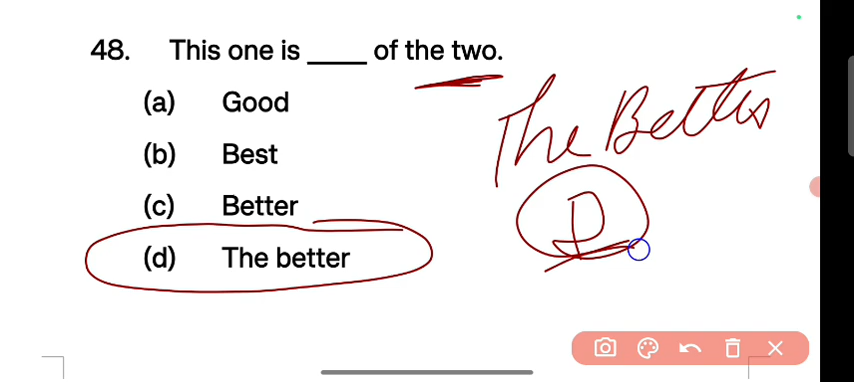 48. This one is ____ of the two.
(a) Good
(b) Best
(c) Better
(d) The better
The Better
D